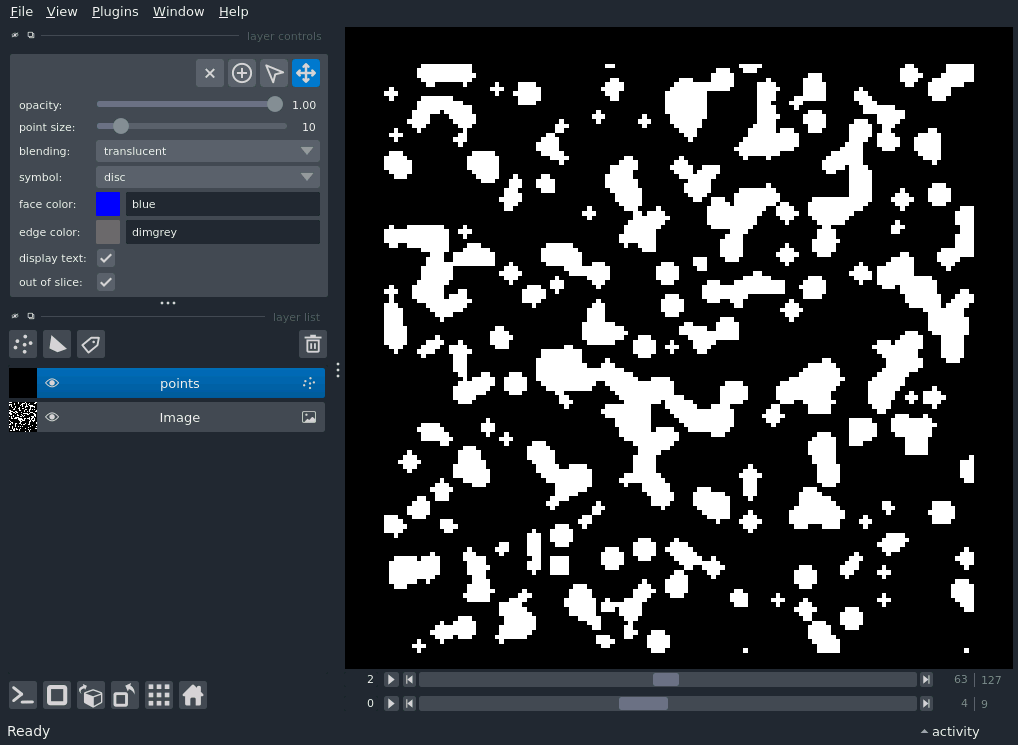 File View Plugins Window Help
layer controls
opacity: 1.00
point size: 10
blending: translucent
symbol: disc
face color: blue
edge color: dimgrey
display text:
out of slice:
layer list
points
Image
2 63 | 127
0 4 | 9
Ready activity